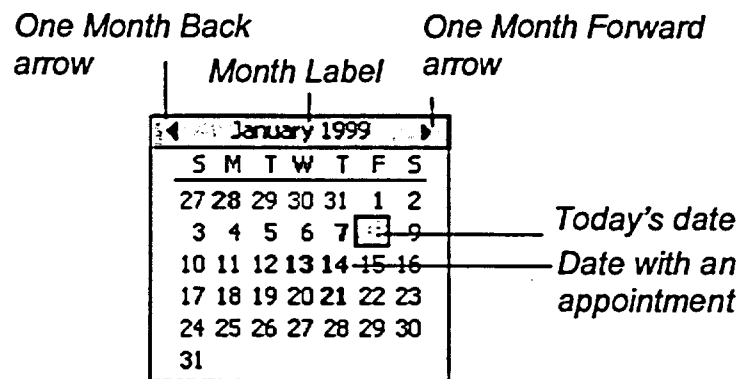 One Month Back arrow
One Month Forward arrow
Month Label
January 1999
S M T W T F S
27 28 29 30 31 1 2
3 4 5 6 7 9
10 11 12 13 14 15 16
17 18 19 20 21 22 23
24 25 26 27 28 29 30
31
Today's date
Date with an appointment